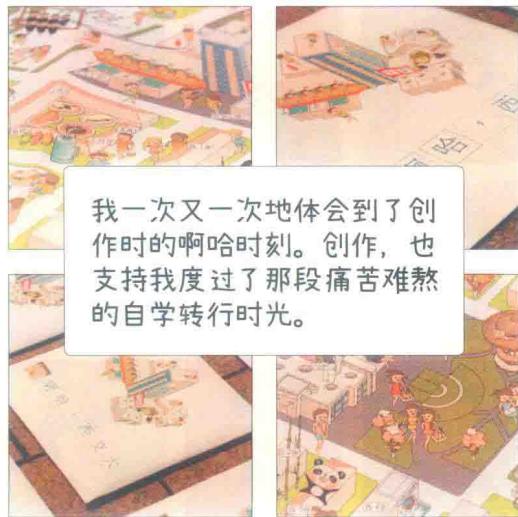 我一次又一次地体会到了创
作时的啊哈时刻。创作，也
支持我度过了那段痛苦难熬
的自学转行时光。